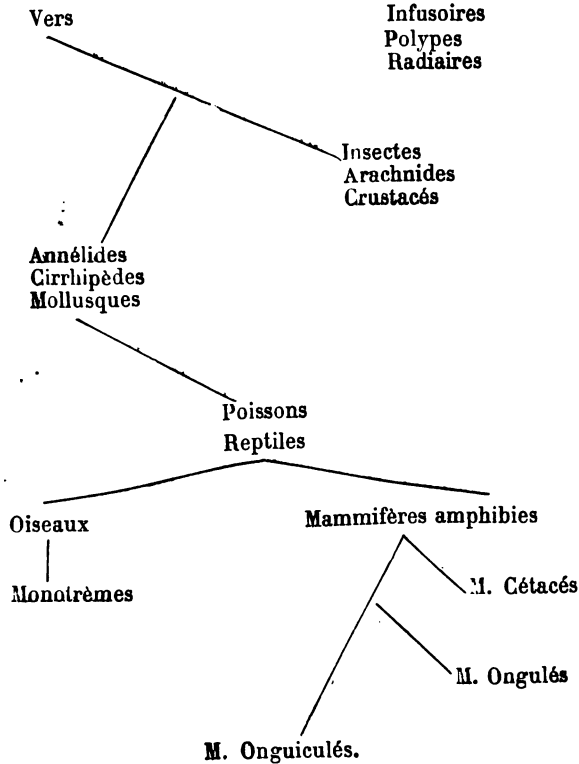 Vers
Infusoires
Polypes
Radiaires
Insectes
Arachnides
Crustacés
Annélides
Cirrhipèdes
Mollusques
Poissons
Reptiles
Oiseaux
Mammifères amphibies
Monotrèmes
M. Cétacés
M. Ongulés
M. Onguiculés.